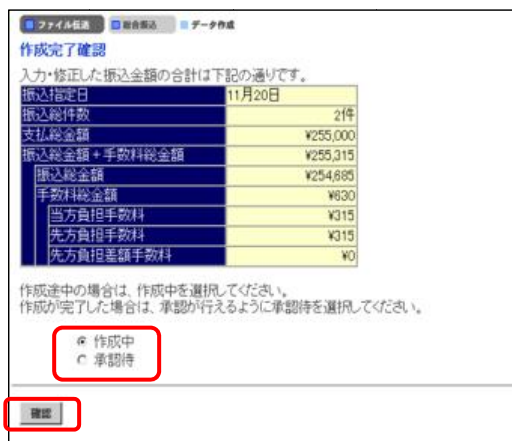 ファイル伝送 総合振込 データ作成
作成完了確認
入力・修正した振込金額の合計は下記の通りです。
振込指定日 11月20日
振込総件数 2件
支払総金額 ¥255,000
振込総金額+手数料総金額 ¥255,315
振込総金額 ¥254,685
手数料総金額 ¥630
当方負担手数料 ¥315
先方負担手数料 ¥315
先方負担差額手数料 ¥0
作成途中の場合は、作成中を選択してください。
作成が完了した場合は、承認が行えるように承認待を選択してください。
作成中
承認待
確認